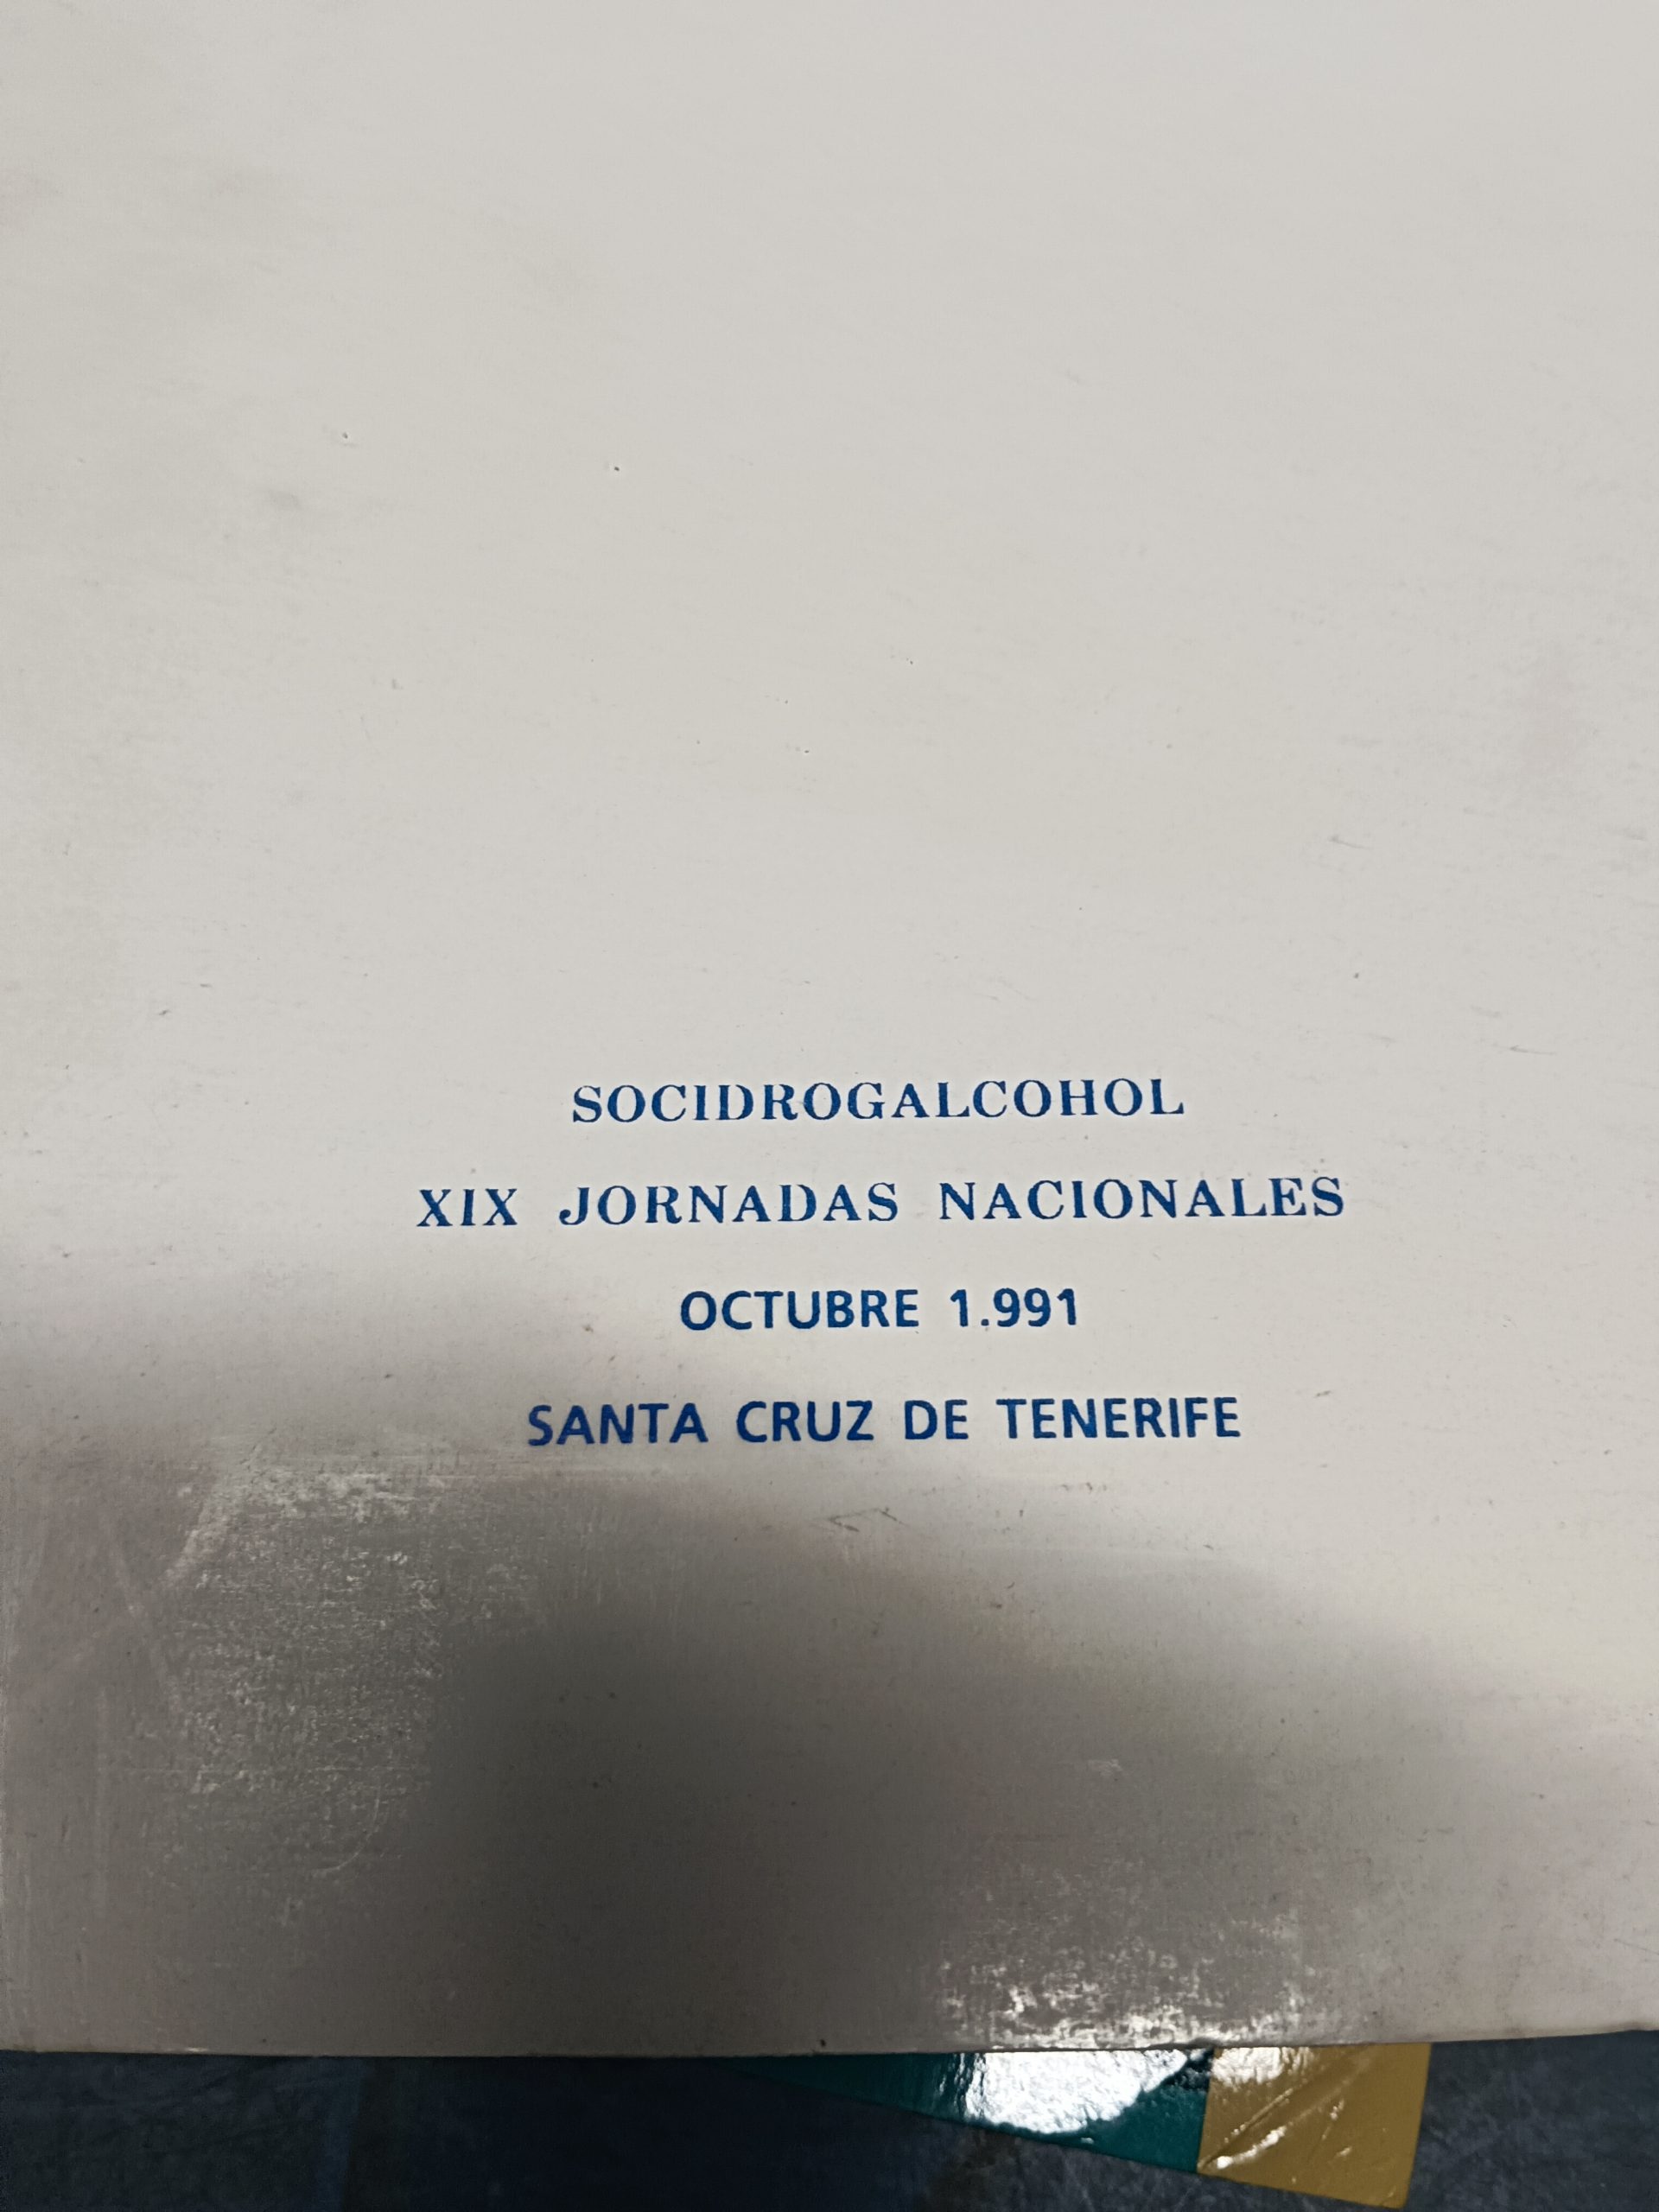 SOCIDROGALCOHOL
XIX JORNADAS NACIONALES
OCTUBRE 1.991
SANTA CRUZ DE TENERIFE